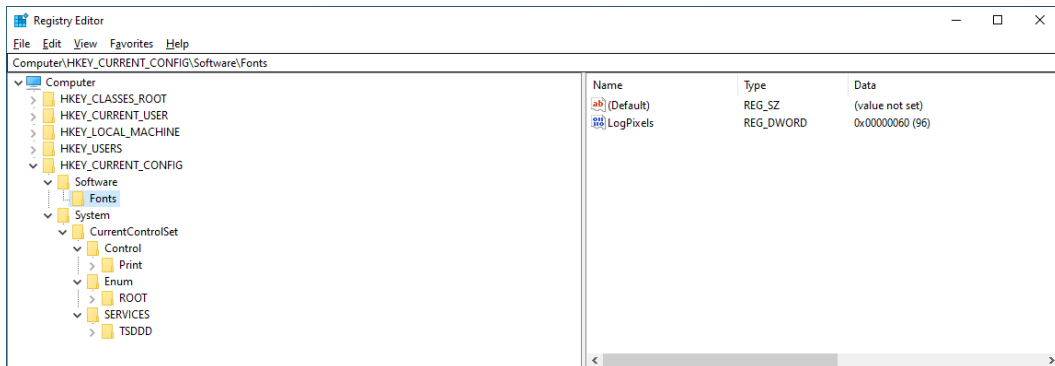 Registry Editor
File Edit View Favorites Help
Computer\HKEY_CURRENT_CONFIG\Software\Fonts
Computer
HKEY_CLASSES_ROOT
HKEY_CURRENT_USER
HKEY_LOCAL_MACHINE
HKEY_USERS
HKEY_CURRENT_CONFIG
Software
Fonts
System
CurrentControlSet
Control
Print
Enum
ROOT
SERVICES
TSDDD
Name Type Data
(Default) REG_SZ (value not set)
LogPixels REG_DWORD 0x00000060 (96)